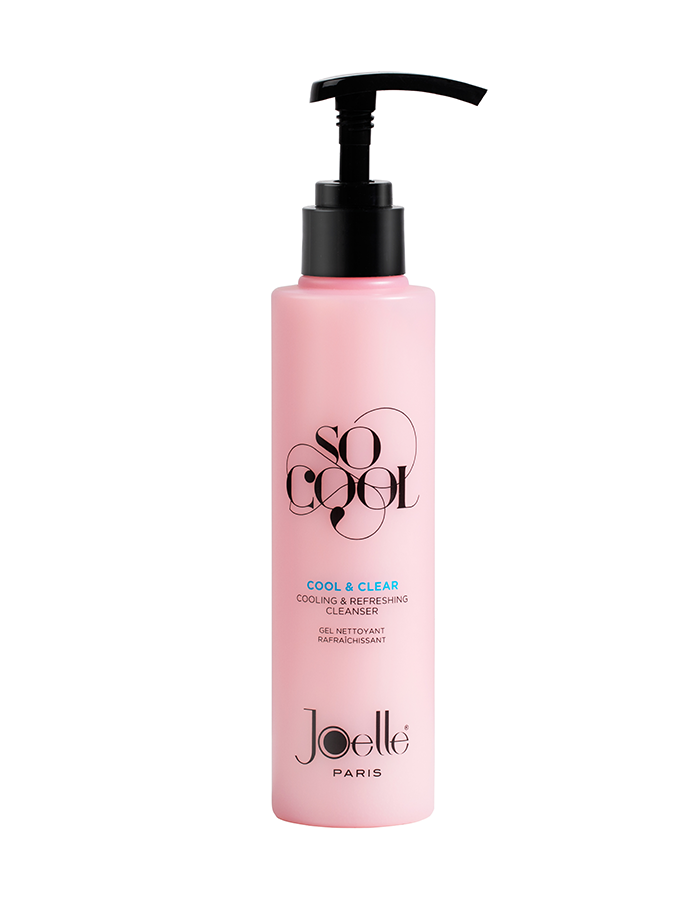 SO
COOL
COOL & CLEAR
COOLING & REFRESHING
CLEANSER
GEL NETTOYANT
RAFRAÎCHISSANT
Joelle®
PARIS